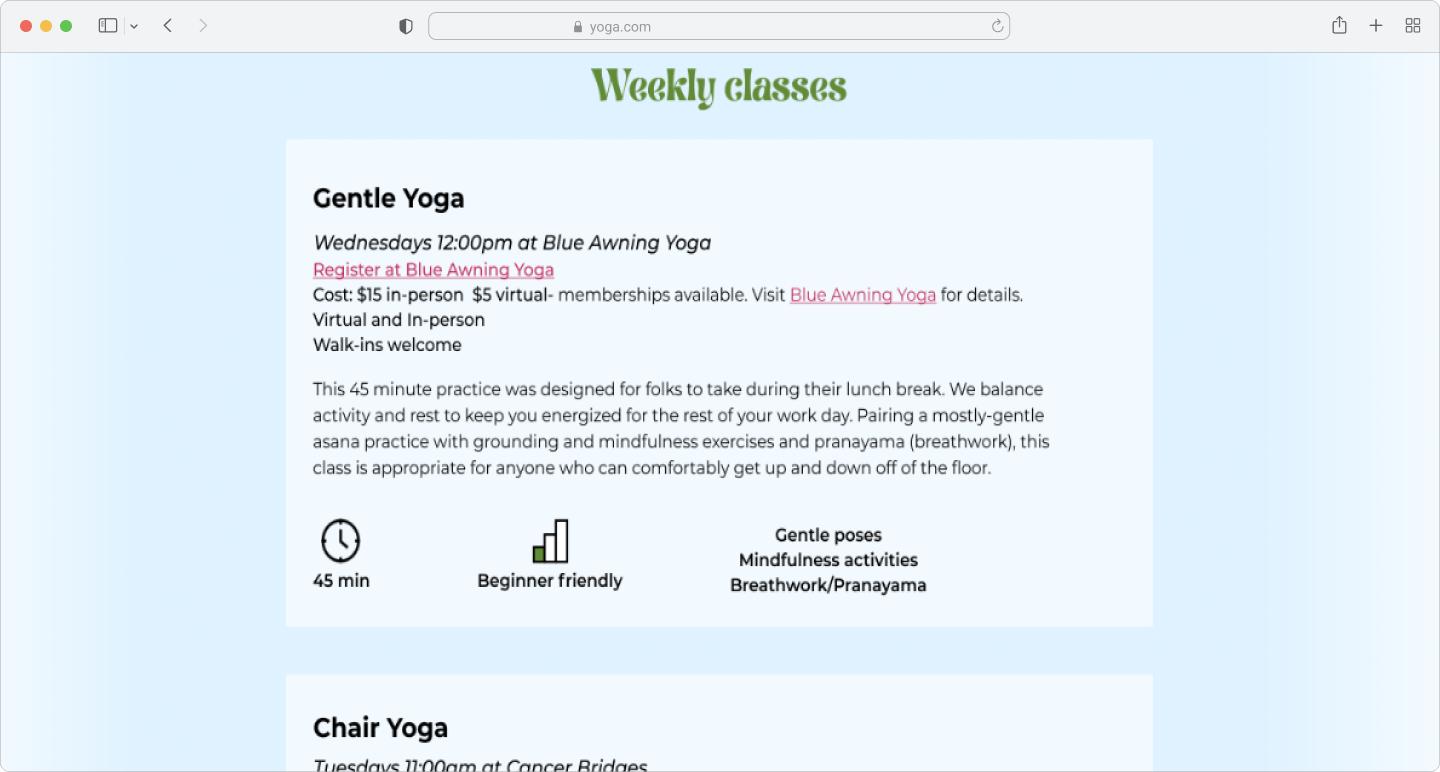 yoga.com
Weekly classes
Gentle Yoga
Wednesdays 12:00pm at Blue Awning Yoga
Register at Blue Awning Yoga
Cost: $15 in-person  $5 virtual- memberships available. Visit Blue Awning Yoga for details.
Virtual and In-person
Walk-ins welcome
This 45 minute practice was designed for folks to take during their lunch break. We balance
activity and rest to keep you energized for the rest of your work day. Pairing a mostly-gentle
asana practice with grounding and mindfulness exercises and pranayama (breathwork), this
class is appropriate for anyone who can comfortably get up and down off of the floor.
45 min
Beginner friendly
Gentle poses
Mindfulness activities
Breathwork/Pranayama
Chair Yoga
Tuesdays 11:00am at Cancer Bridges